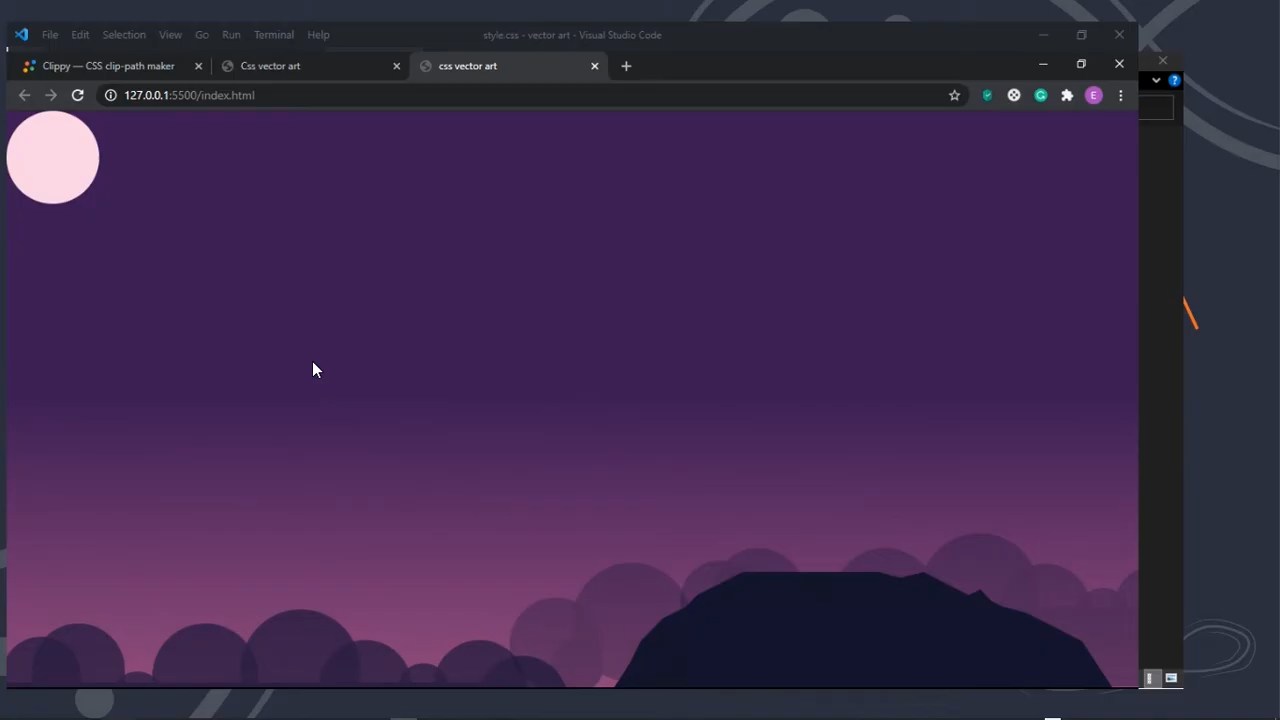 File Edit Selection View Go Run Terminal Help style.css - vector art - Visual Studio Code
Clippy — CSS clip-path maker Css vector art css vector art
127.0.0.1:5500/index.html E